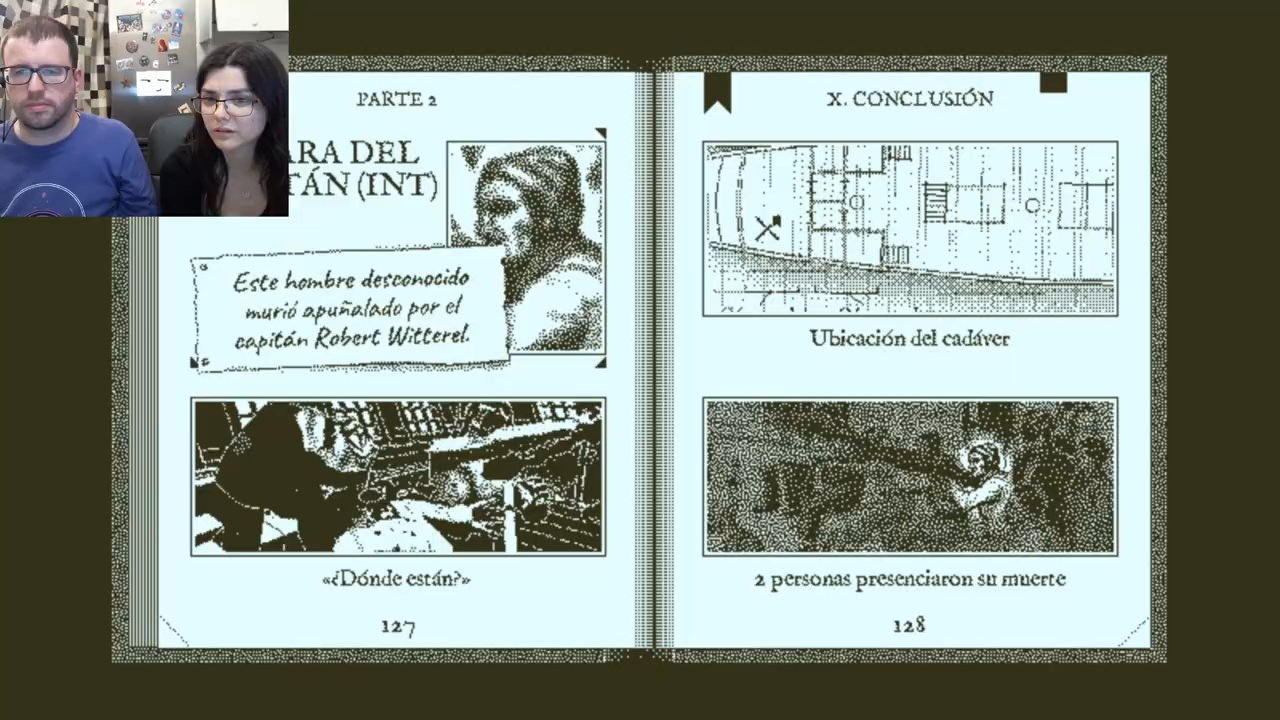 PARTE 2
ARA DEL
TÁN (INT)
Este hombre desconocido
murió apuñalado por el
capitán Robert Witterel.
«¿Dónde están?»
127
X. CONCLUSIÓN
Ubicación del cadáver
2 personas presenciaron su muerte
128